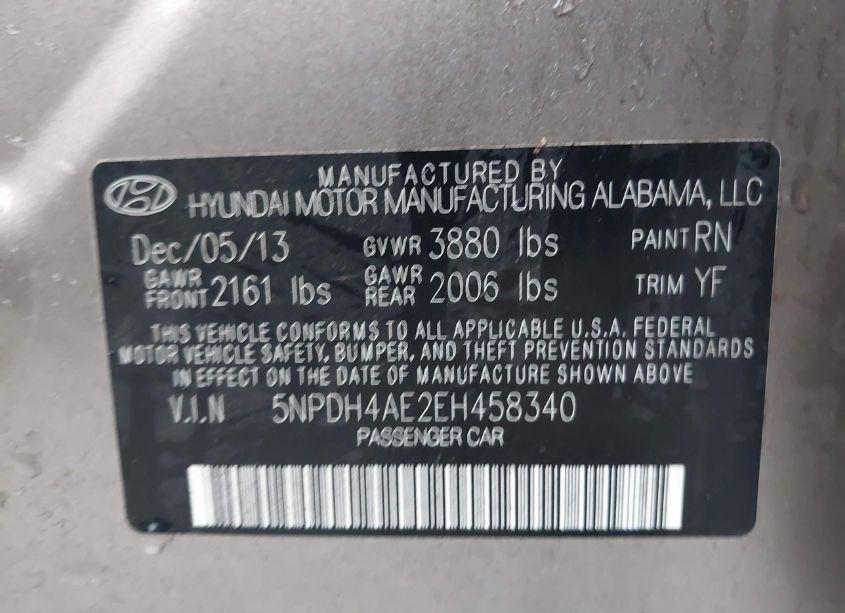 MANUFACTURED BY
HYUNDAI MOTOR MANUFACTURING ALABAMA, LLC
Dec/05/13 GVWR 3880 lbs PAINT RN
GAWR FRONT 2161 lbs GAWR REAR 2006 lbs TRIM YF
THIS VEHICLE CONFORMS TO ALL APPLICABLE U.S.A. FEDERAL
MOTOR VEHICLE SAFETY, BUMPER, AND THEFT PREVENTION STANDARDS
IN EFFECT ON THE DATE OF MANUFACTURE SHOWN ABOVE
V.I.N 5NPDH4AE2EH458340
PASSENGER CAR